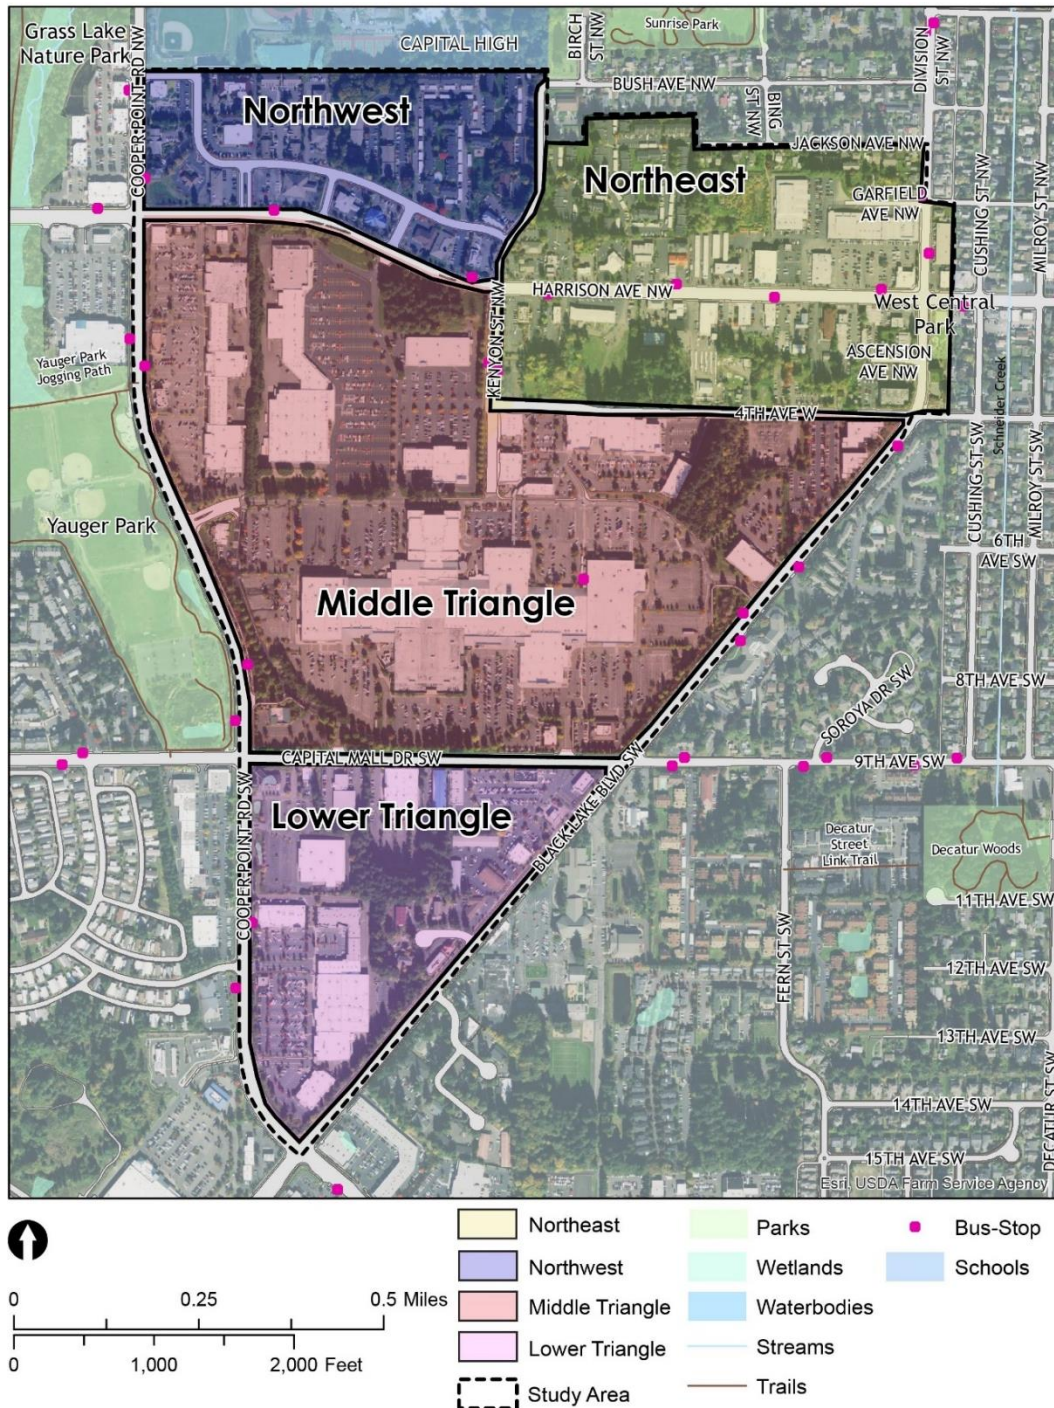 Grass Lake
Nature Park
COOPER POINT RD NW
CAPITAL HIGH
BIRCH
ST NW
Sunrise Park
DIVISION
ST NW
BUSH AVE NW
BING
ST NW
JACKSON AVE NW
Northwest
Northeast
GARFIELD
AVE NW
CUSHING ST NW
MILROY ST NW
HARRISON AVE NW
KENYON ST NW
West Central
Park
ASCENSION
AVE NW
Yauger Park
Jogging Path
4TH AVE W
Schneider Creek
CUSHING ST SW
MILROY ST SW
Yauger Park
6TH
AVE SW
Middle Triangle
8TH AVE SW
SOROYA DR SW
CAPITAL MALL DR SW
9TH AVE SW
Lower Triangle
BLACK LAKE BLVD SW
COOPER POINT RD SW
Decatur
Street
Link Trail
Decatur Woods
11TH AVE SW
FERN ST SW
12TH AVE SW
13TH AVE SW
14TH AVE SW
DECATUR ST SW
15TH AVE SW
Esri, USDA Farm Service Agency
0 0.25 0.5 Miles
0 1,000 2,000 Feet
Northeast
Northwest
Middle Triangle
Lower Triangle
Study Area
Parks
Wetlands
Waterbodies
Streams
Trails
Bus-Stop
Schools